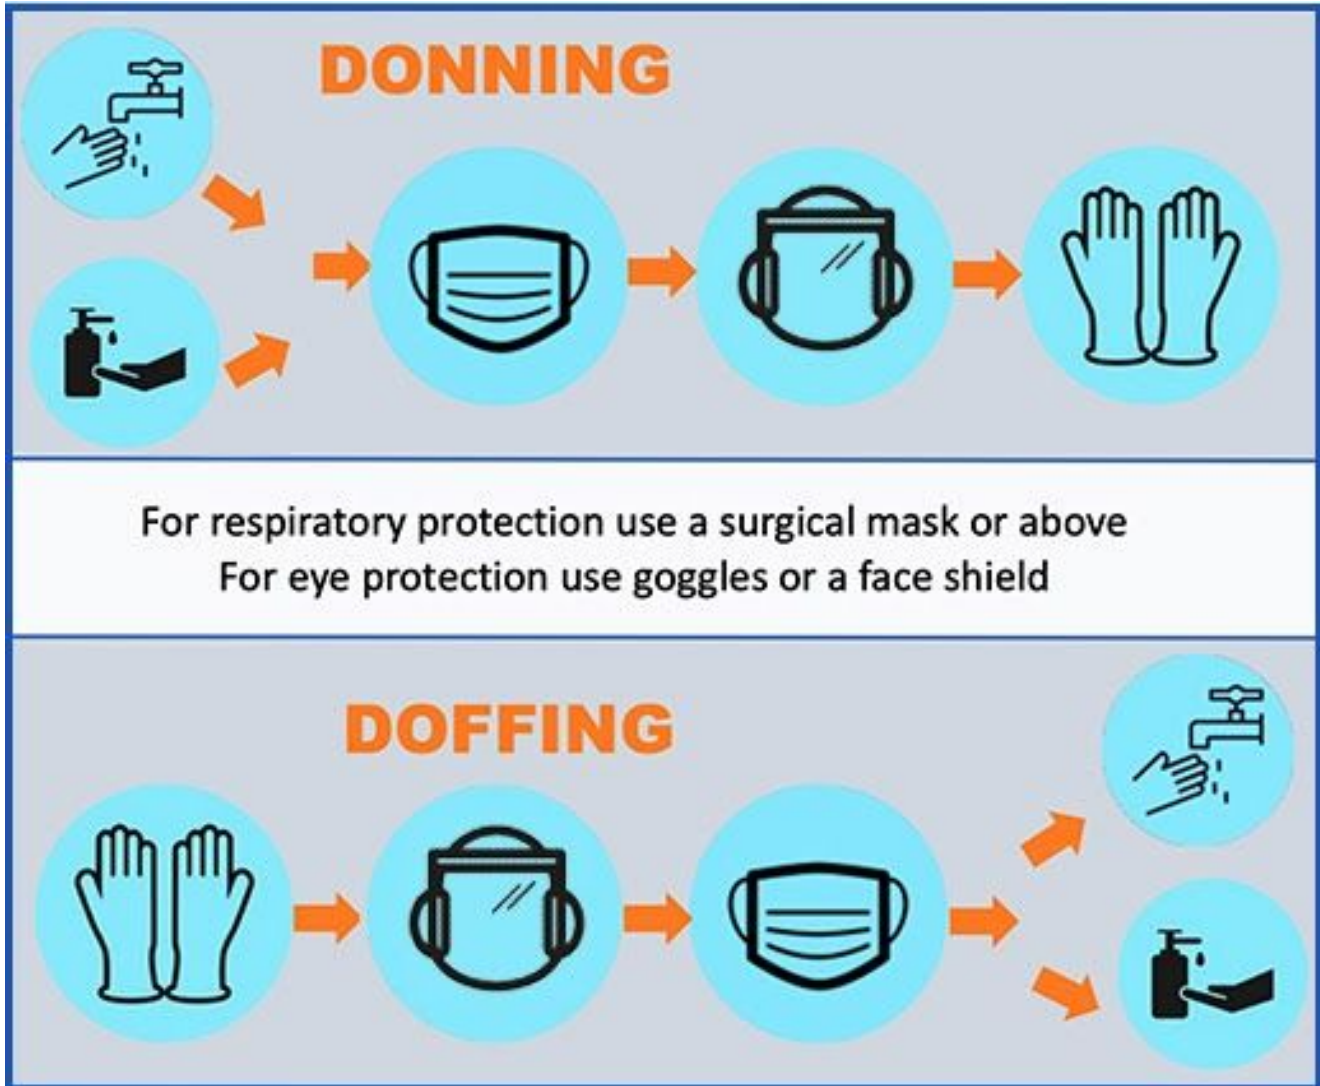 DONNING
For respiratory protection use a surgical mask or above
For eye protection use goggles or a face shield
DOFFING